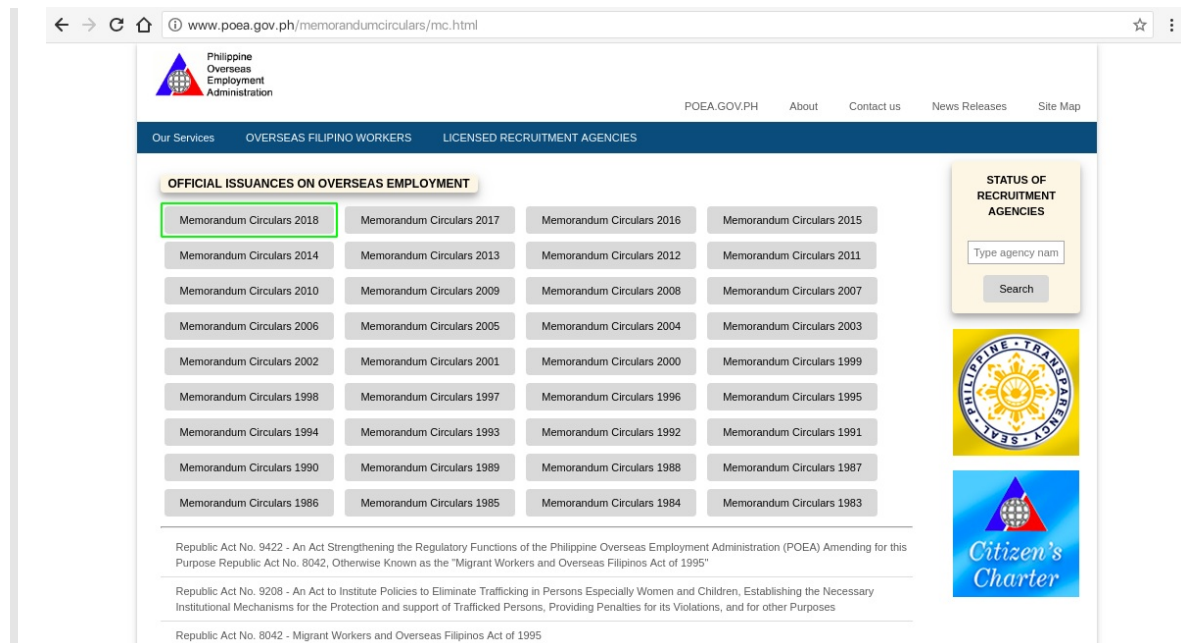 www.poea.gov.ph/memorandumcirculars/mc.html
Philippine
Overseas
Employment
Administration
POEA.GOV.PH About Contact us News Releases Site Map
Our Services OVERSEAS FILIPINO WORKERS LICENSED RECRUITMENT AGENCIES
OFFICIAL ISSUANCES ON OVERSEAS EMPLOYMENT
Memorandum Circulars 2018 Memorandum Circulars 2017 Memorandum Circulars 2016 Memorandum Circulars 2015
Memorandum Circulars 2014 Memorandum Circulars 2013 Memorandum Circulars 2012 Memorandum Circulars 2011
Memorandum Circulars 2010 Memorandum Circulars 2009 Memorandum Circulars 2008 Memorandum Circulars 2007
Memorandum Circulars 2006 Memorandum Circulars 2005 Memorandum Circulars 2004 Memorandum Circulars 2003
Memorandum Circulars 2002 Memorandum Circulars 2001 Memorandum Circulars 2000 Memorandum Circulars 1999
Memorandum Circulars 1998 Memorandum Circulars 1997 Memorandum Circulars 1996 Memorandum Circulars 1995
Memorandum Circulars 1994 Memorandum Circulars 1993 Memorandum Circulars 1992 Memorandum Circulars 1991
Memorandum Circulars 1990 Memorandum Circulars 1989 Memorandum Circulars 1988 Memorandum Circulars 1987
Memorandum Circulars 1986 Memorandum Circulars 1985 Memorandum Circulars 1984 Memorandum Circulars 1983
Republic Act No. 9422 - An Act Strengthening the Regulatory Functions of the Philippine Overseas Employment Administration (POEA) Amending for this
Purpose Republic Act No. 8042, Otherwise Known as the "Migrant Workers and Overseas Filipinos Act of 1995"
Republic Act No. 9208 - An Act to Institute Policies to Eliminate Trafficking in Persons Especially Women and Children, Establishing the Necessary
Institutional Mechanisms for the Protection and support of Trafficked Persons, Providing Penalties for its Violations, and for other Purposes
Republic Act No. 8042 - Migrant Workers and Overseas Filipinos Act of 1995
STATUS OF
RECRUITMENT
AGENCIES
Type agency nam
Search
PHILIPPINE • TRANSPARENCY SEAL •
Citizen's
Charter